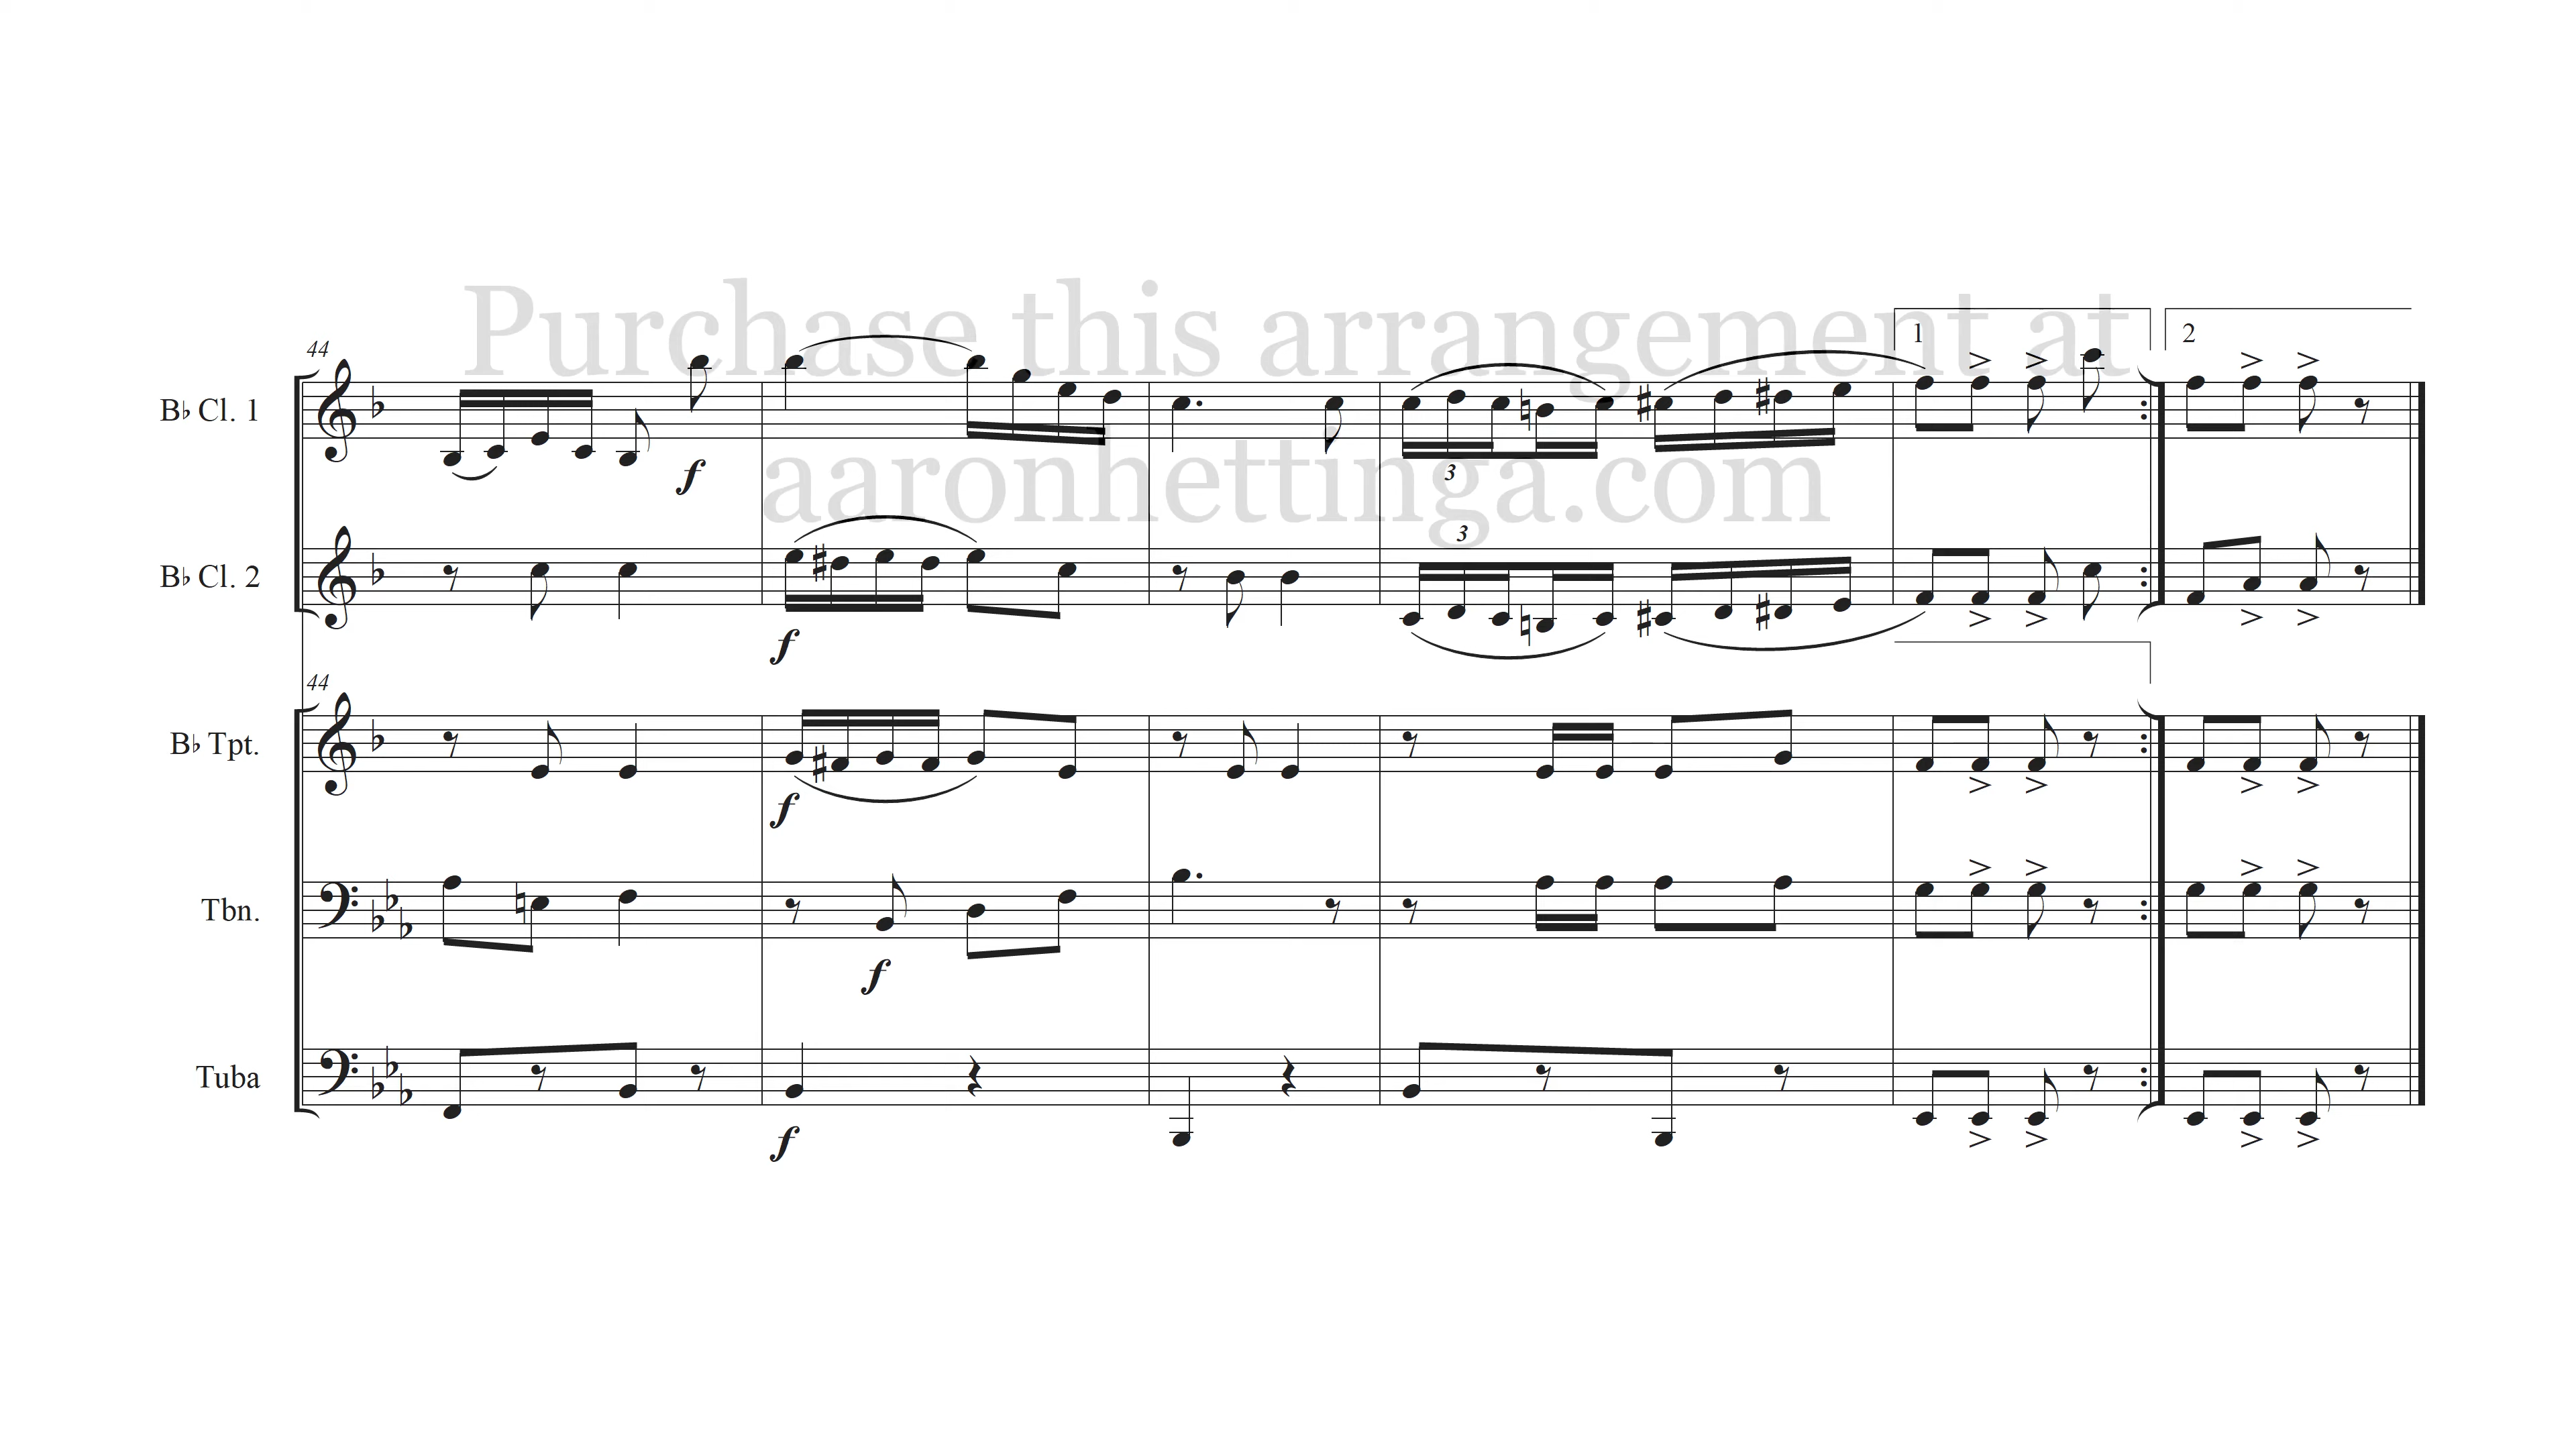 Purchase this arrangement at
aaronhettinga.com
44
1
2
B♭ Cl. 1
f
3
3
B♭ Cl. 2
f
44
B♭ Tpt.
f
Tbn.
f
Tuba
f